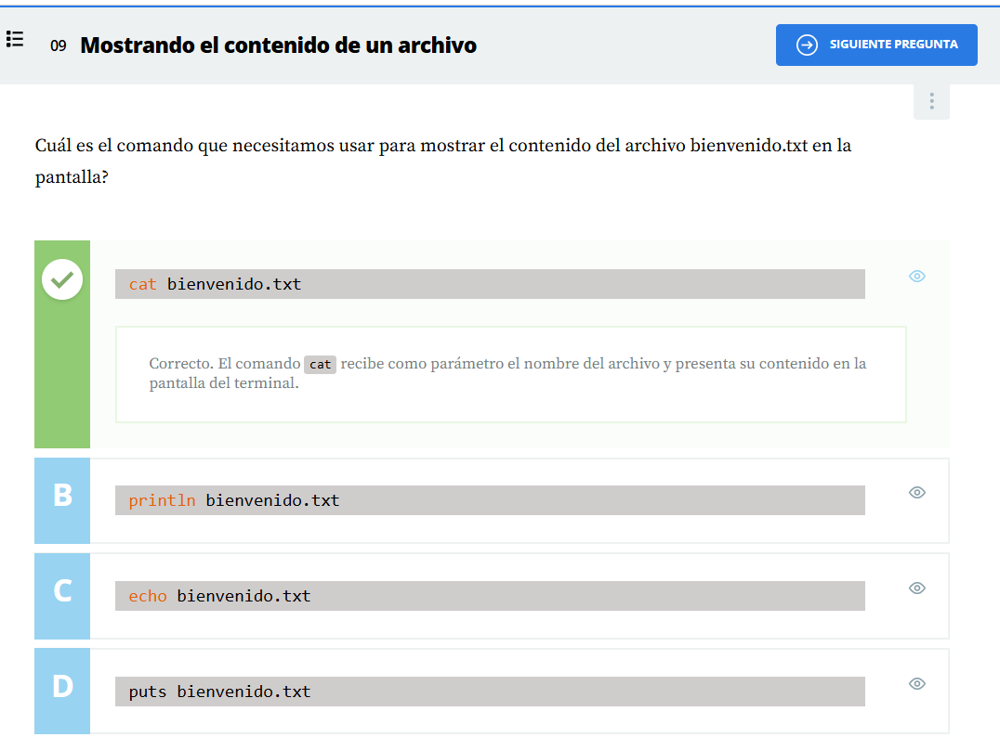 09 Mostrando el contenido de un archivo
SIGUIENTE PREGUNTA
Cuál es el comando que necesitamos usar para mostrar el contenido del archivo bienvenido.txt en la
pantalla?
cat bienvenido.txt
Correcto. El comando cat recibe como parámetro el nombre del archivo y presenta su contenido en la
pantalla del terminal.
B
println bienvenido.txt
C
echo bienvenido.txt
D
puts bienvenido.txt